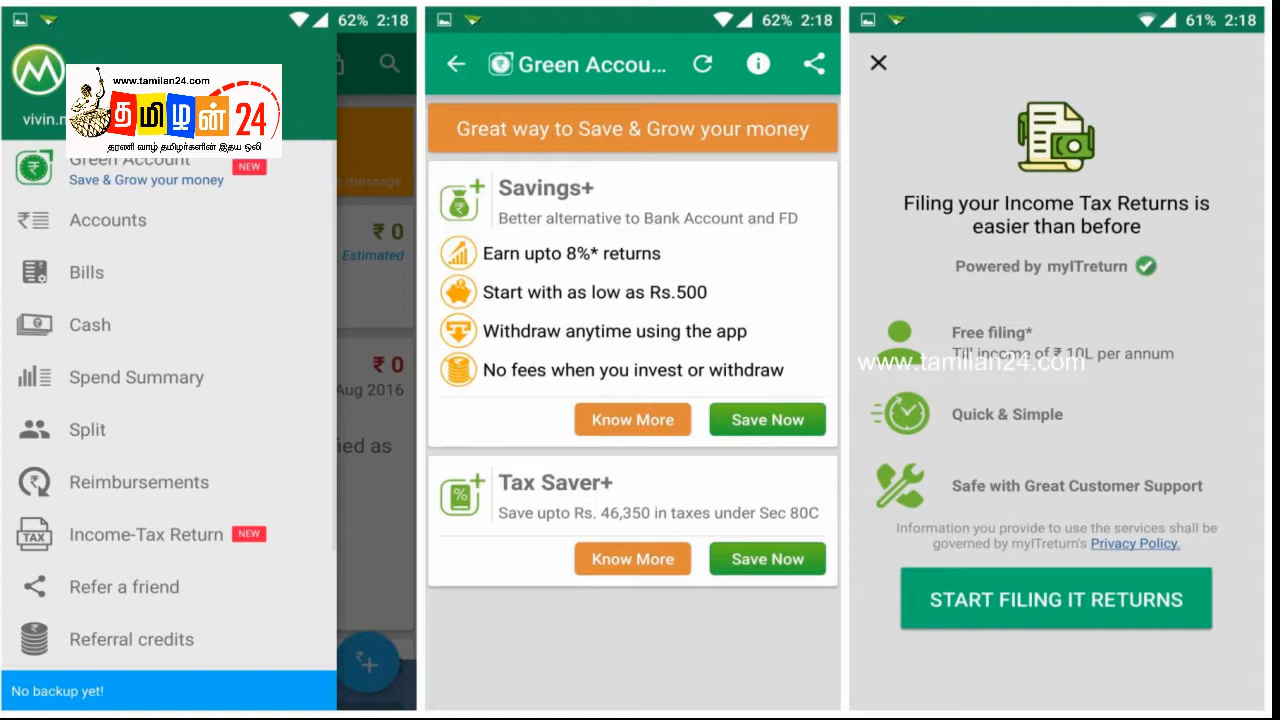 62% 2:18
www.tamilan24.com
தமிழன் 24
தரணி வாழ் தமிழர்களின் இதய ஒலி
Green Account
NEW
Save & Grow your money
Accounts
Bills
Cash
Spend Summary
Split
Reimbursements
Income-Tax Return
NEW
Refer a friend
Referral credits
No backup yet!
message
₹ 0
Estimated
₹ 0
Aug 2016
ied as
62% 2:18
Green Accou...
Great way to Save & Grow your money
Savings+
Better alternative to Bank Account and FD
Earn upto 8%* returns
Start with as low as Rs.500
Withdraw anytime using the app
No fees when you invest or withdraw
Know More
Save Now
Tax Saver+
Save upto Rs. 46,350 in taxes under Sec 80C
Know More
Save Now
61% 2:18
Filing your Income Tax Returns is
easier than before
Powered by myITreturn
Free filing*
Till income of ₹ 10L per annum
www.tamilan24.com
Quick & Simple
TAX
Safe with Great Customer Support
Information you provide to use the services shall be
governed by myITreturn's Privacy Policy.
START FILING IT RETURNS